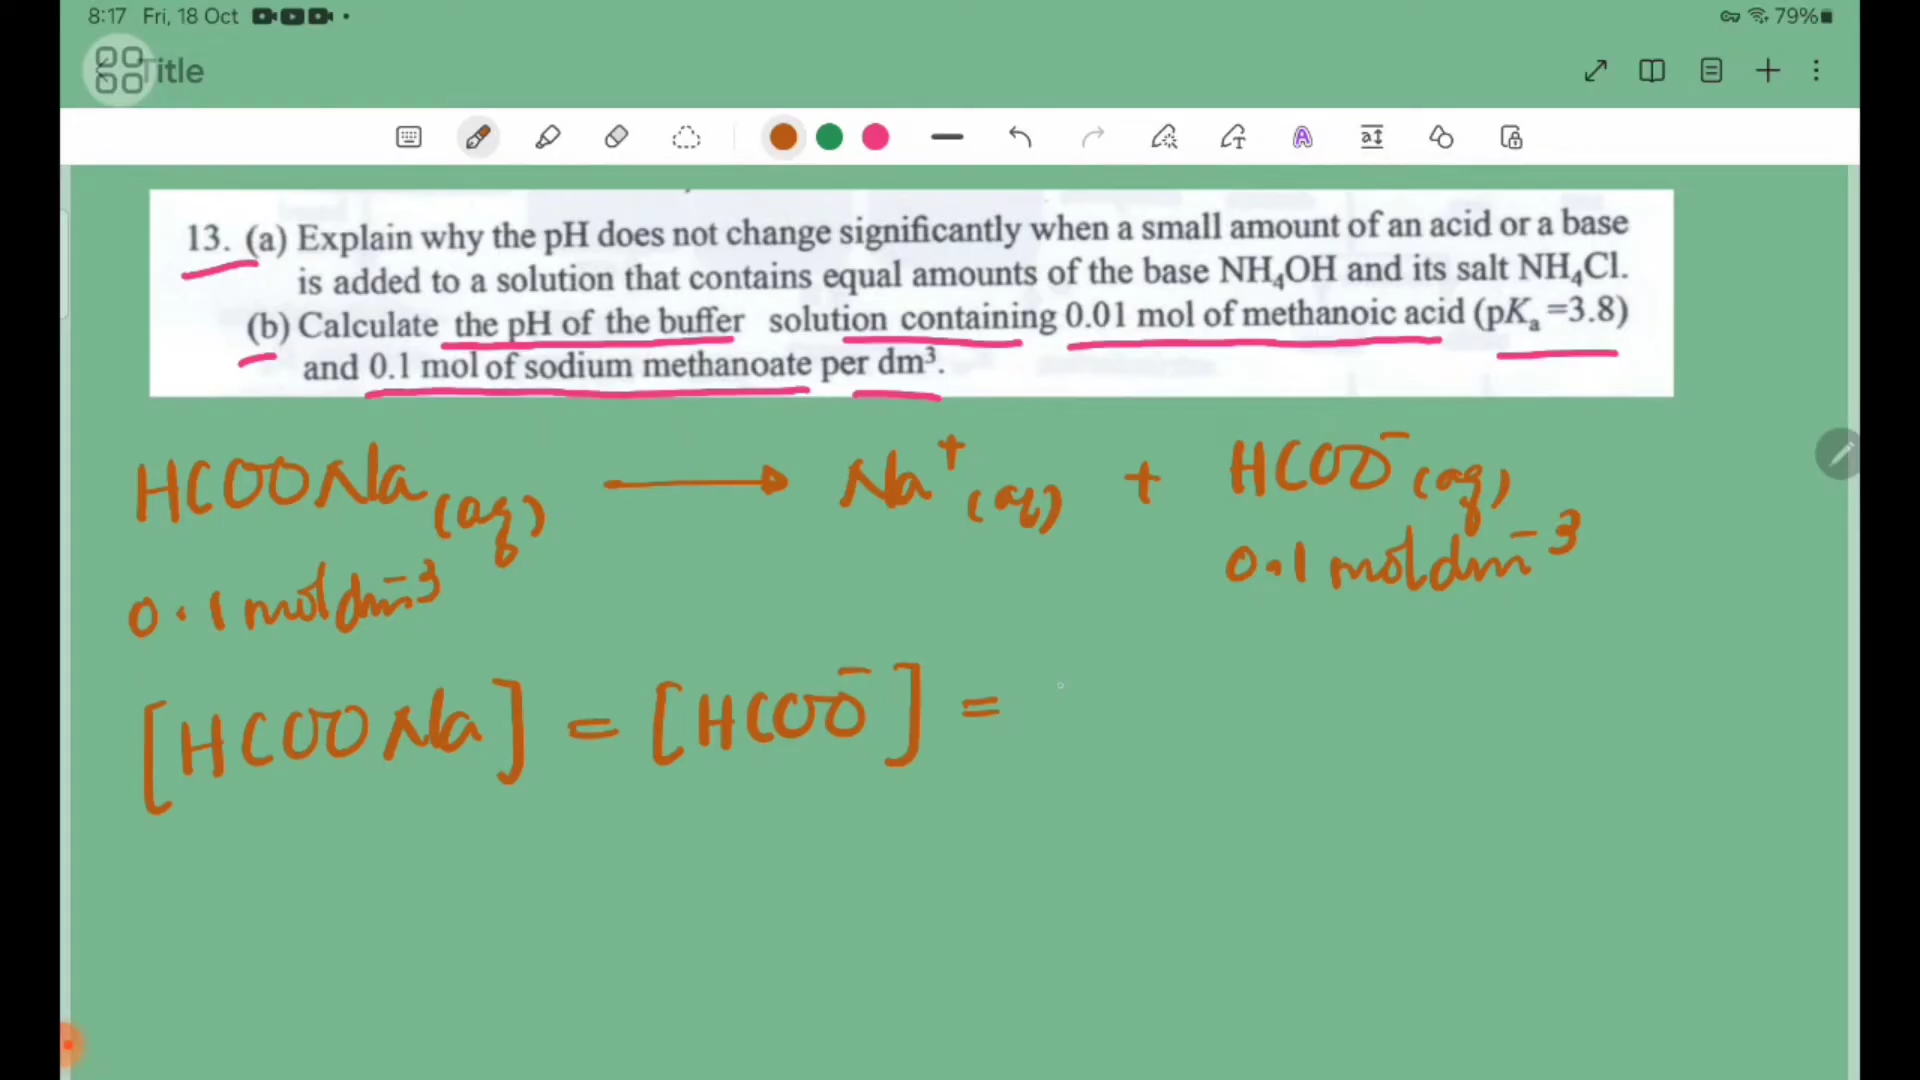 8:17 Fri, 18 Oct
79%
Title
13. (a) Explain why the pH does not change significantly when a small amount of an acid or a base
is added to a solution that contains equal amounts of the base NH₄OH and its salt NH₄Cl.
(b) Calculate the pH of the buffer solution containing 0.01 mol of methanoic acid (pKₐ =3.8)
and 0.1 mol of sodium methanoate per dm³.
HCOONa(aq) → Na⁺(aq) + HCOO⁻(aq)
0.1 mol dm⁻³ 0.1 mol dm⁻³
[HCOONa] = [HCOO⁻] =